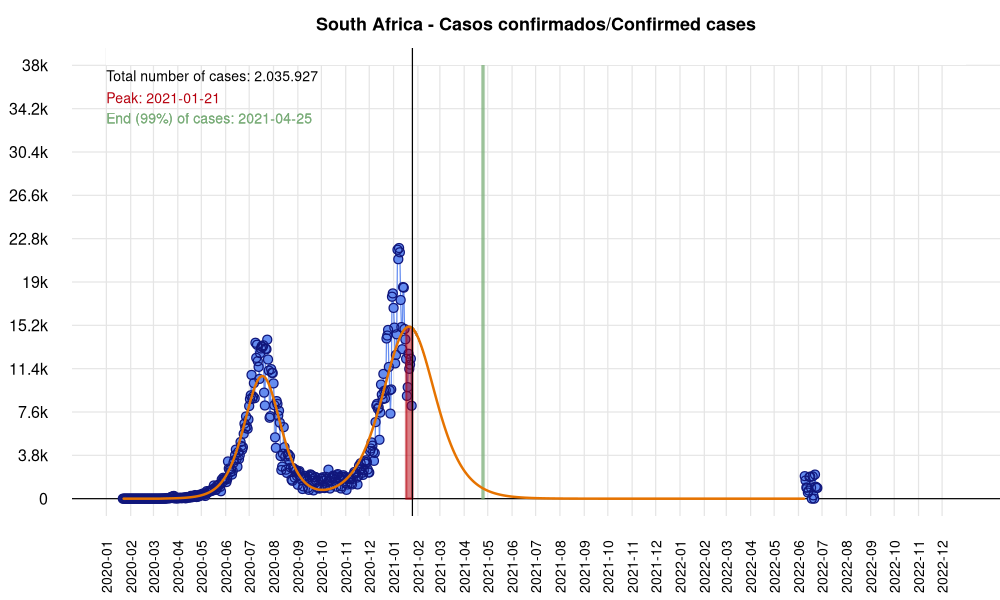 South Africa - Casos confirmados/Confirmed cases
Total number of cases: 2.035.927
Peak: 2021-01-21
End (99%) of cases: 2021-04-25
38k
34.2k
30.4k
26.6k
22.8k
19k
15.2k
11.4k
7.6k
3.8k
0
2020-01
2020-02
2020-03
2020-04
2020-05
2020-06
2020-07
2020-08
2020-09
2020-10
2020-11
2020-12
2021-01
2021-02
2021-03
2021-04
2021-05
2021-06
2021-07
2021-08
2021-09
2021-10
2021-11
2021-12
2022-01
2022-02
2022-03
2022-04
2022-05
2022-06
2022-07
2022-08
2022-09
2022-10
2022-11
2022-12